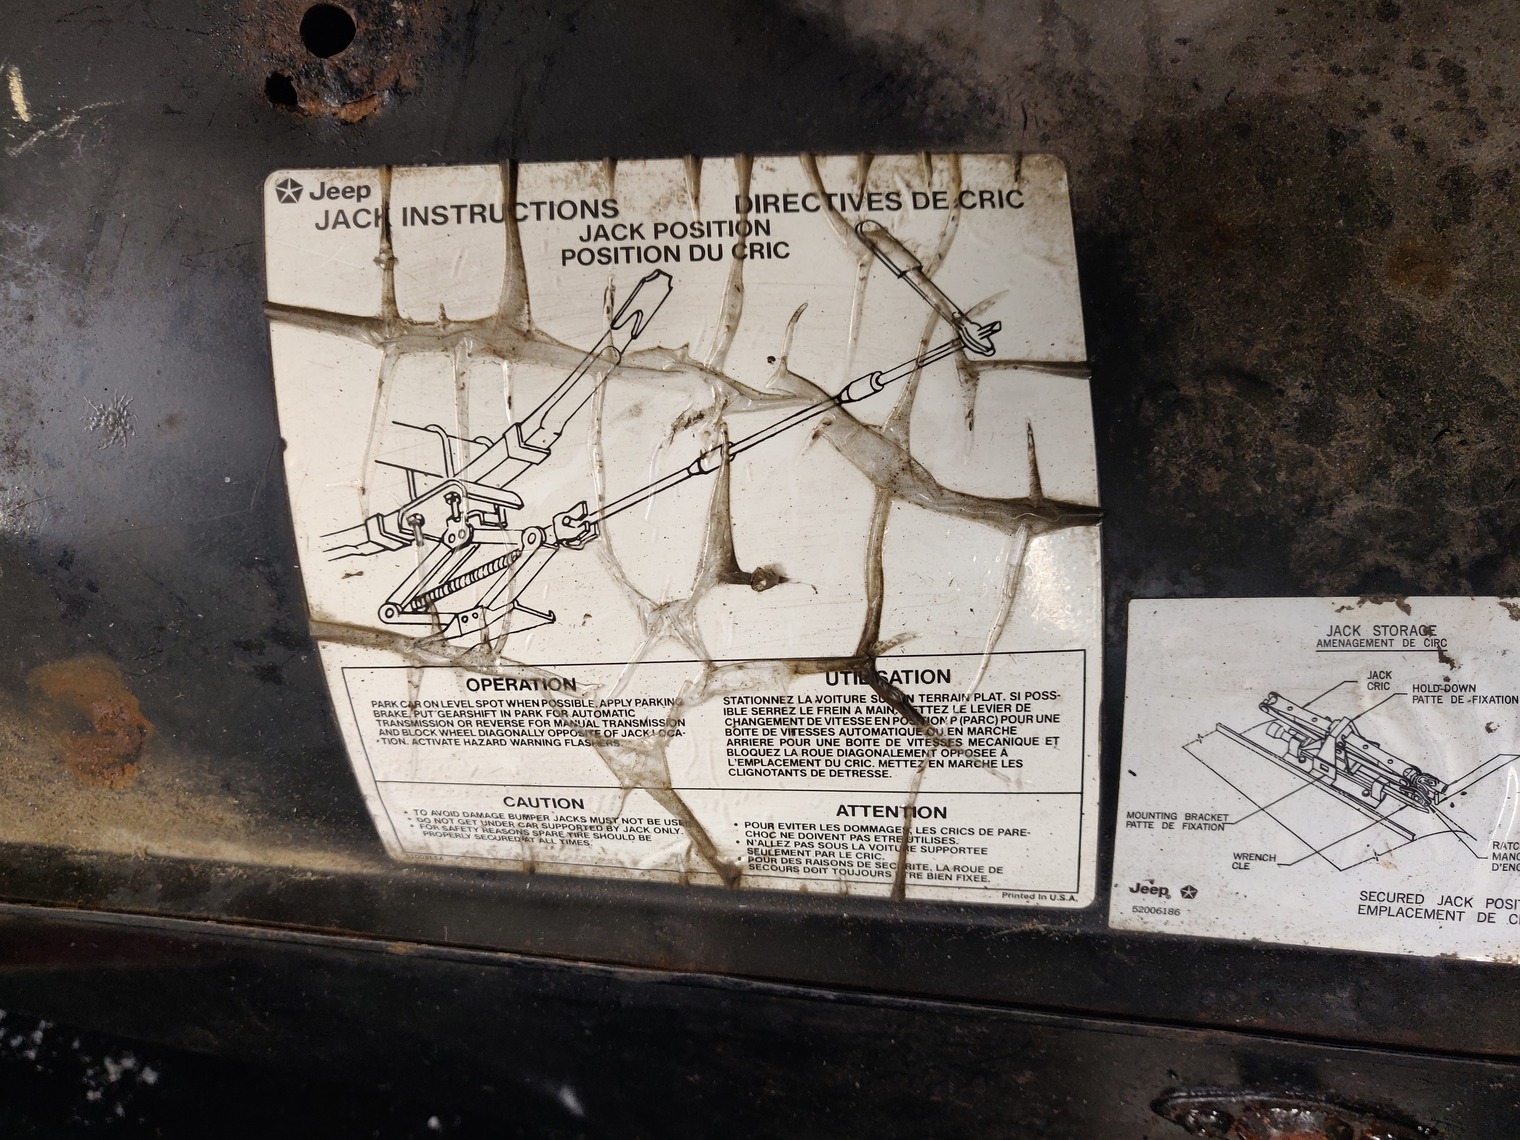 Jeep
JACK INSTRUCTIONS
DIRECTIVES DE CRIC
JACK POSITION
POSITION DU CRIC
OPERATION
PARK CAR ON LEVEL SPOT WHEN POSSIBLE, APPLY PARKING
BRAKE, PUT GEARSHIFT IN PARK FOR AUTOMATIC
TRANSMISSION OR REVERSE FOR MANUAL TRANSMISSION
AND BLOCK WHEEL DIAGONALLY OPPOSITE OF JACK LOCA-
TION. ACTIVATE HAZARD WARNING FLASHERS.
UTILISATION
STATIONNEZ LA VOITURE SUR UN TERRAIN PLAT. SI POSS-
IBLE SERREZ LE FREIN A MAIN, METTEZ LE LEVIER DE
CHANGEMENT DE VITESSE EN POSITION P (PARC) POUR UNE
BOITE DE VITESSES AUTOMATIQUE OU EN MARCHE
ARRIERE POUR UNE BOITE DE VITESSES MECANIQUE ET
BLOQUEZ LA ROUE DIAGONALEMENT OPPOSEE À
L'EMPLACEMENT DU CRIC. METTEZ EN MARCHE LES
CLIGNOTANTS DE DETRESSE.
CAUTION
• TO AVOID DAMAGE BUMPER JACKS MUST NOT BE USED
• DO NOT GET UNDER CAR SUPPORTED BY JACK ONLY.
• FOR SAFETY REASONS SPARE TIRE SHOULD BE
PROPERLY SECURED AT ALL TIMES.
ATTENTION
• POUR EVITER LES DOMMAGES, LES CRICS DE PARE-
CHOC NE DOIVENT PAS ETRE UTILISES.
• N'ALLEZ PAS SOUS LA VOITURE SUPPORTEE
SEULEMENT PAR LE CRIC.
• POUR DES RAISONS DE SECURITE, LA ROUE DE
SECOURS DOIT TOUJOURS ETRE BIEN FIXEE.
Printed in U.S.A.
JACK STORAGE
AMENAGEMENT DE CIRC
JACK
CRIC
HOLD-DOWN
PATTE DE FIXATION
MOUNTING BRACKET
PATTE DE FIXATION
WRENCH
CLE
RATC
MANC
D'EN
Jeep
52006186
SECURED JACK POSIT
EMPLACEMENT DE C